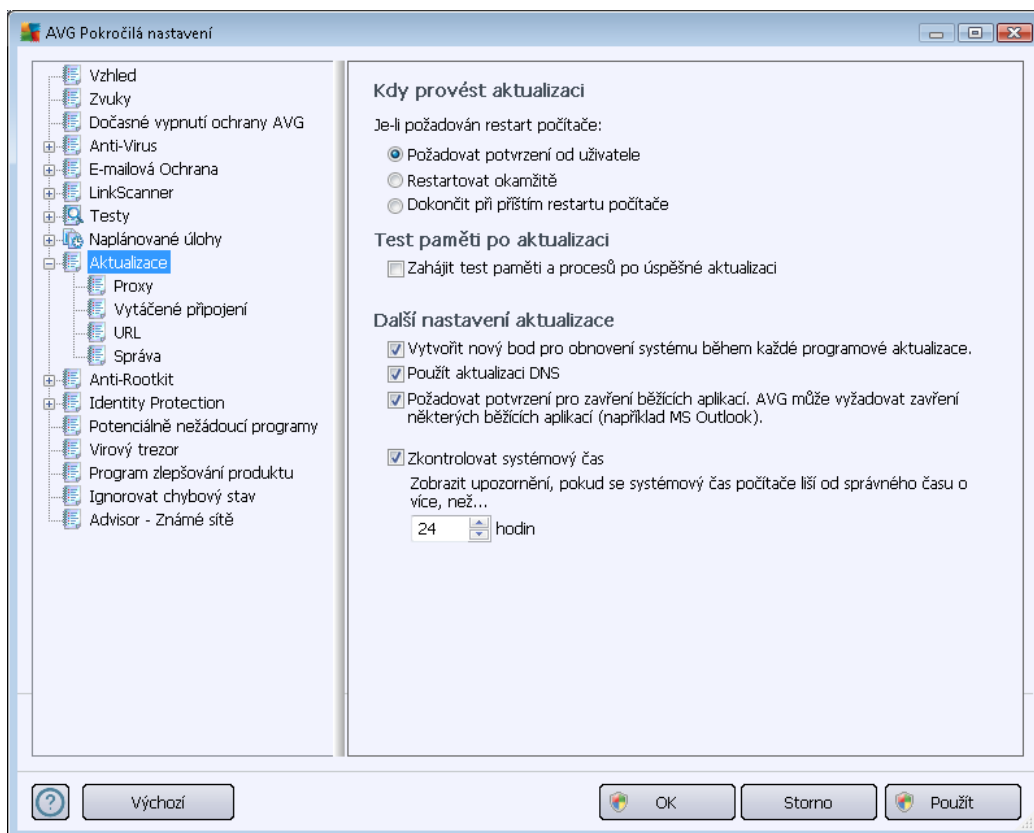 AVG Pokročilá nastavení
Vzhled
Zvuky
Dočasné vypnutí ochrany AVG
Anti-Virus
E-mailová Ochrana
LinkScanner
Testy
Naplánované úlohy
Aktualizace
Proxy
Vytáčené připojení
URL
Správa
Anti-Rootkit
Identity Protection
Potenciálně nežádoucí programy
Virový trezor
Program zlepšování produktu
Ignorovat chybový stav
Advisor - Známé sítě
Kdy provést aktualizaci
Je-li požadován restart počítače:
Požadovat potvrzení od uživatele
Restartovat okamžitě
Dokončit při příštím restartu počítače
Test paměti po aktualizaci
Zahájit test paměti a procesů po úspěšné aktualizaci
Další nastavení aktualizace
Vytvořit nový bod pro obnovení systému během každé programové aktualizace.
Použít aktualizaci DNS
Požadovat potvrzení pro zavření běžících aplikací. AVG může vyžadovat zavření
některých běžících aplikací (například MS Outlook).
Zkontrolovat systémový čas
Zobrazit upozornění, pokud se systémový čas počítače liší od správného času o
více, než...
24 hodin
? Výchozí OK Storno Použít